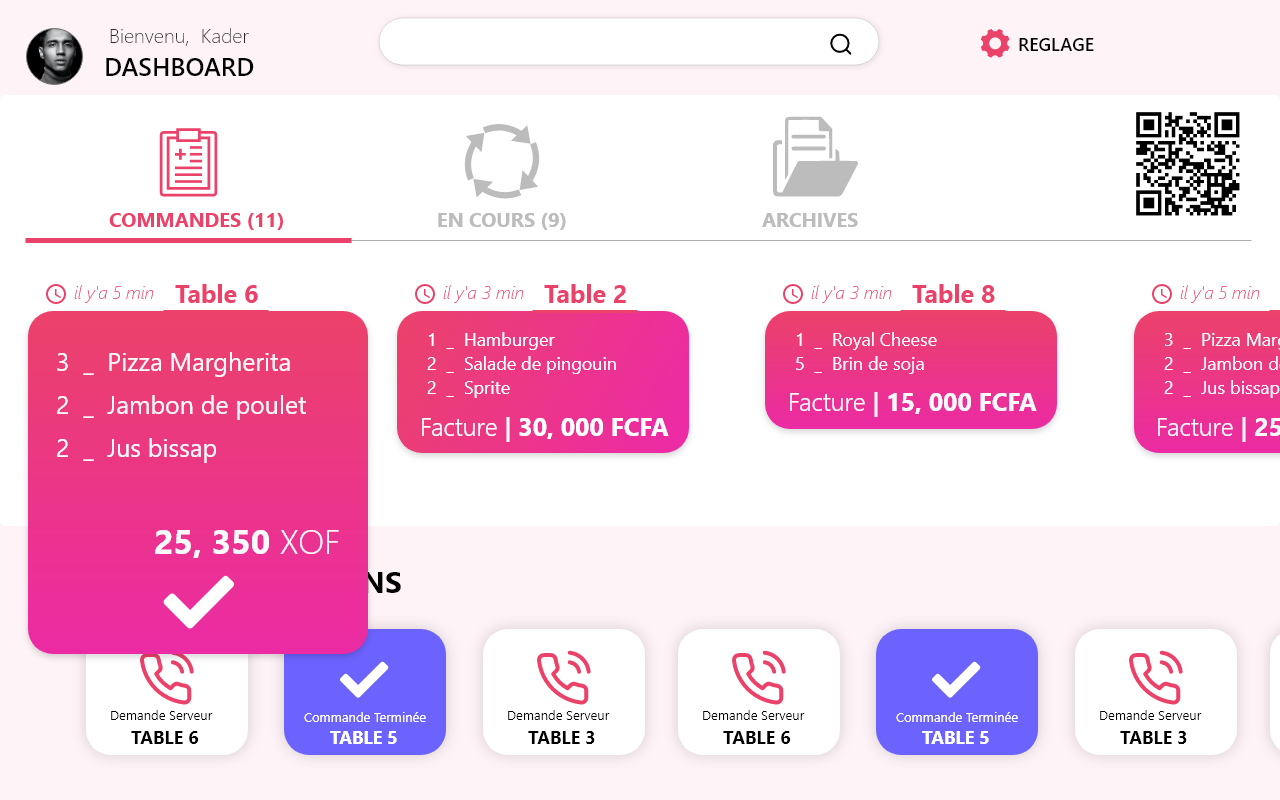 Bienvenu, Kader
DASHBOARD
REGLAGE
COMMANDES (11)
EN COURS (9)
ARCHIVES
il y'a 5 min
Table 6
3 _ Pizza Margherita
2 _ Jambon de poulet
2 _ Jus bissap
25, 350 XOF
il y'a 3 min
Table 2
1 _ Hamburger
2 _ Salade de pingouin
2 _ Sprite
Facture | 30, 000 FCFA
il y'a 3 min
Table 8
1 _ Royal Cheese
5 _ Brin de soja
Facture | 15, 000 FCFA
il y'a 5 min
3 _ Pizza
2 _ Jambon
2 _ Jus bissap
Facture | 25
NS
Demande Serveur
TABLE 6
Commande Terminée
TABLE 5
Demande Serveur
TABLE 3
Demande Serveur
TABLE 6
Commande Terminée
TABLE 5
Demande Serveur
TABLE 3